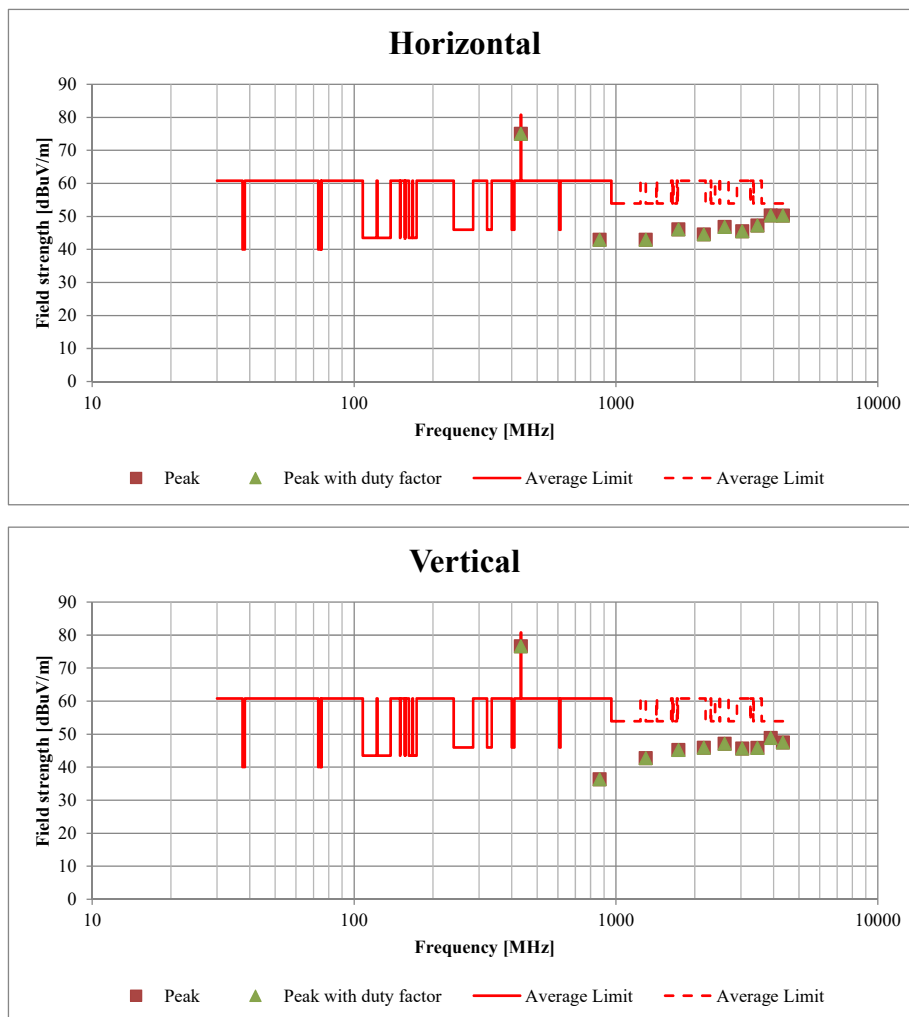 Horizontal
Field strength [dBuV/m]
90
80
70
60
50
40
30
20
10
0
10 100 1000 10000
Frequency [MHz]
Peak Peak with duty factor Average Limit Average Limit
Vertical
Field strength [dBuV/m]
90
80
70
60
50
40
30
20
10
0
10 100 1000 10000
Frequency [MHz]
Peak Peak with duty factor Average Limit Average Limit